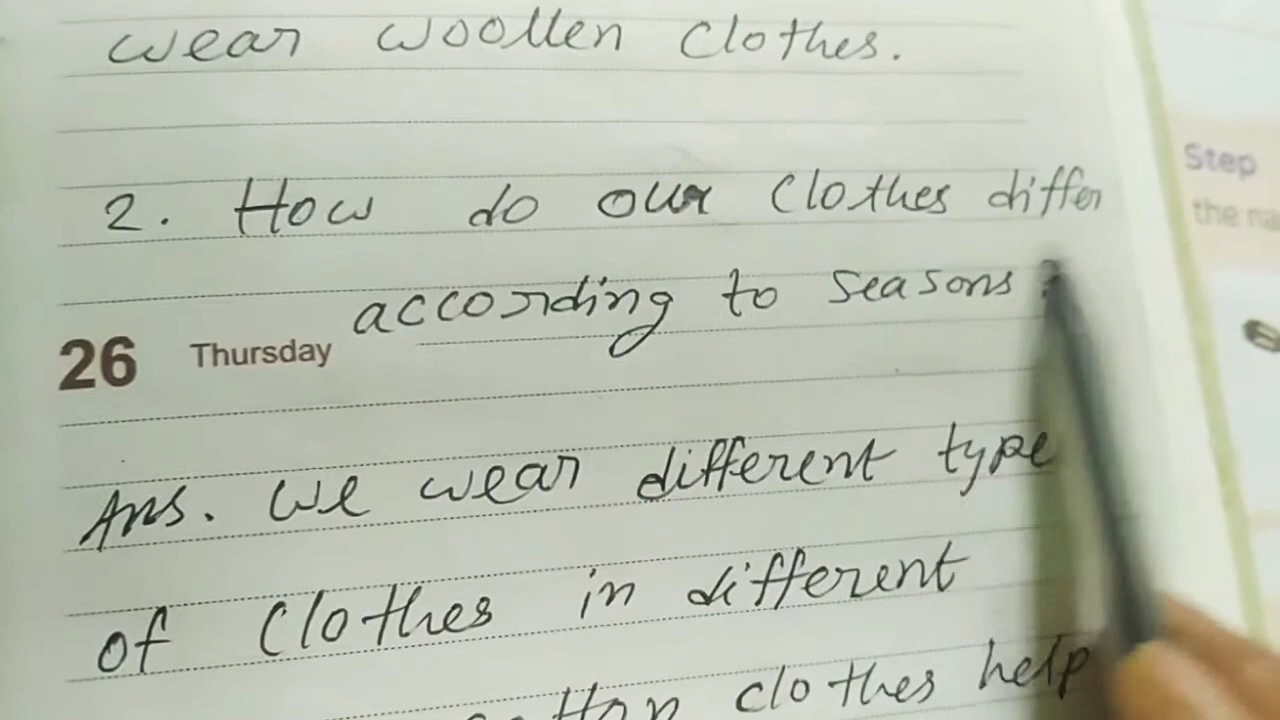 wear woollen clothes.
2. How do our clothes differ
according to seasons ?
26 Thursday
Ans. We wear different type
of clothes in different
clothes help
Step
the